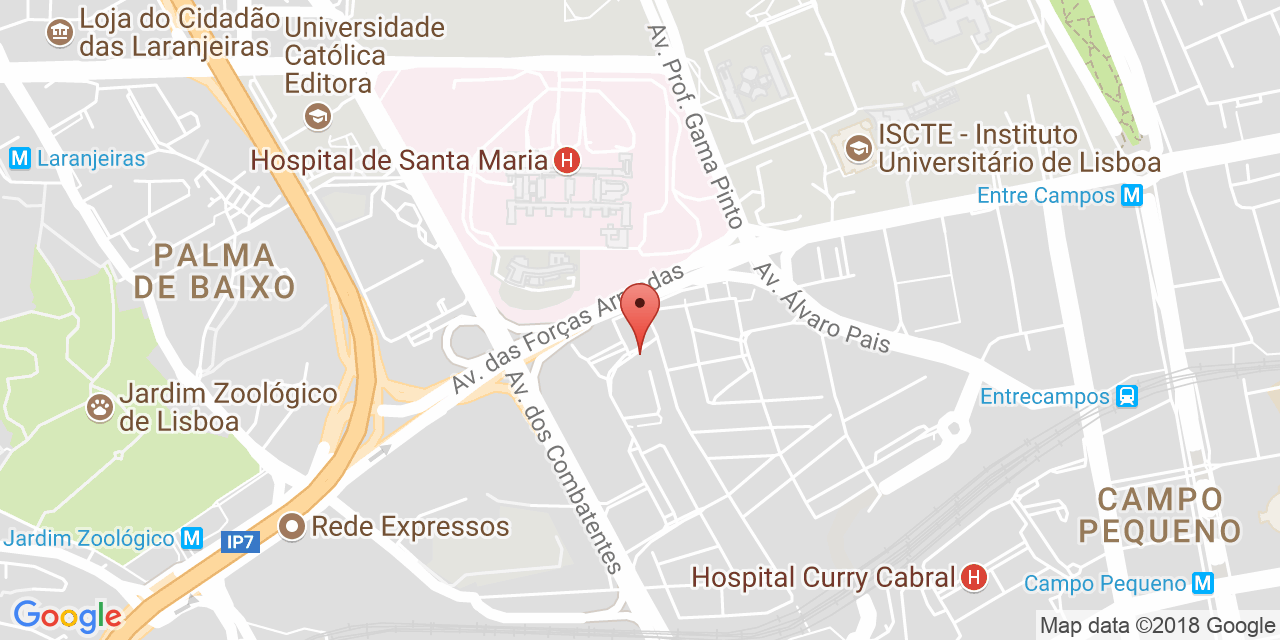 Loja do Cidadão
das Laranjeiras
Universidade
Católica
Editora
Av. Prof. Gama Pinto
ISCTE - Instituto
Universitário de Lisboa
M Laranjeiras
Hospital de Santa Maria H
Entre Campos M
PALMA
DE BAIXO
Av. das Forças Armadas
Av. Álvaro Pais
Jardim Zoológico
de Lisboa
Av. dos Combatentes
Entrecampos
CAMPO
PEQUENO
Rede Expressos
Jardim Zoológico M
IP7
Hospital Curry Cabral H
Campo Pequeno M
Google
Map data ©2018 Google